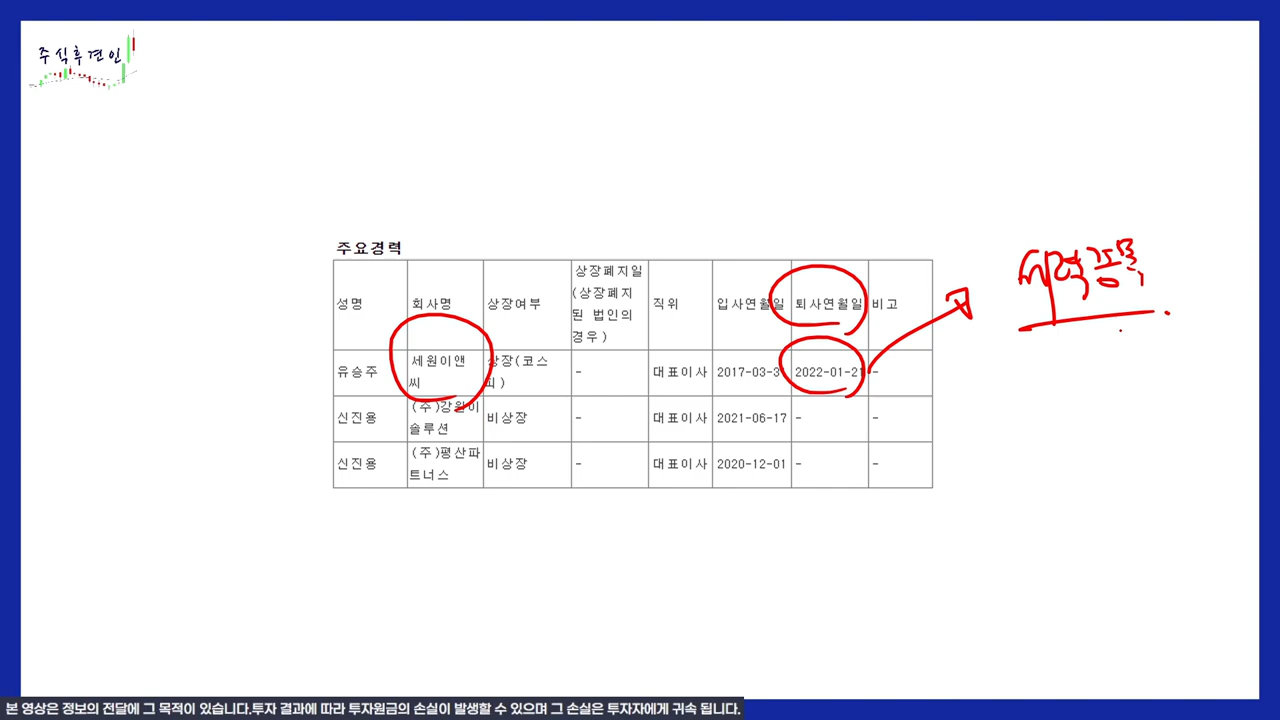 주식후견인
주요경력
성명 회사명 상장여부 상장폐지일 (상장폐지 된 법인의 경우) 직위 입사연월일 퇴사연월일 비고
유승주 세원이앤씨 상장(코스피) - 대표이사 2017-03-3 2022-01-21 -
신진용 (주)강원이솔루션 비상장 - 대표이사 2021-06-17 - -
신진용 (주)평산파트너스 비상장 - 대표이사 2020-12-01 - -
본 영상은 정보의 전달에 그 목적이 있습니다.투자 결과에 따라 투자원금의 손실이 발생할 수 있으며 그 손실은 투자자에게 귀속 됩니다.